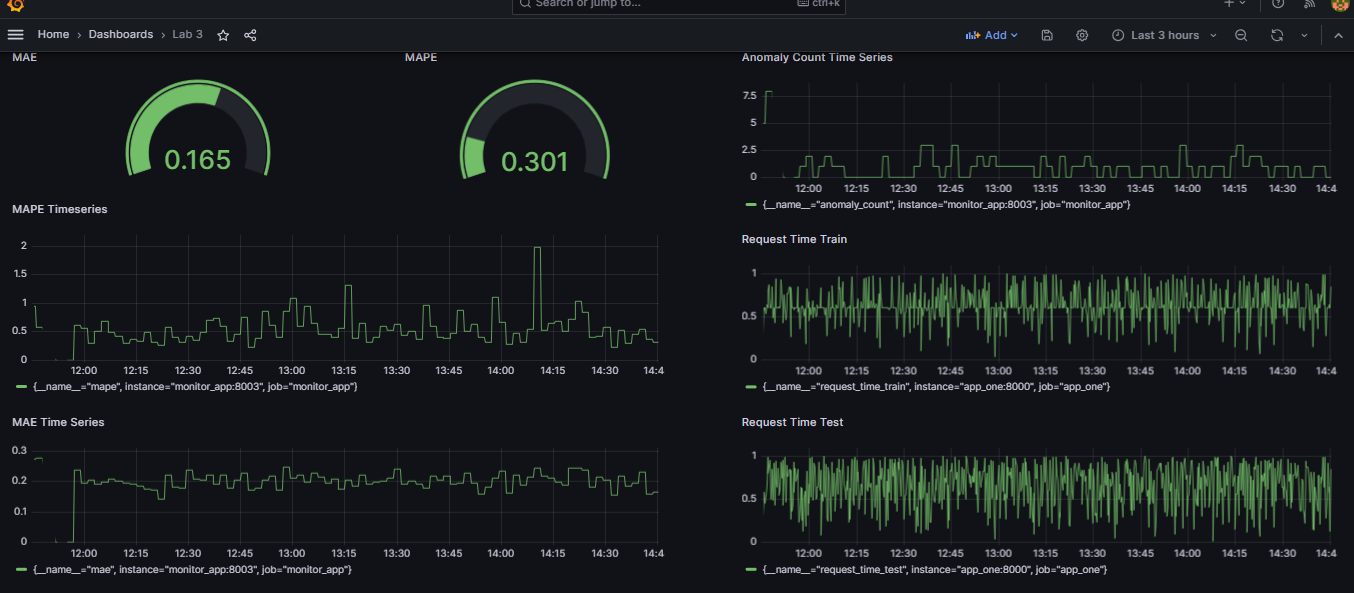 Search or jump to...
ctrl+k
Home › Dashboards › Lab 3
Add
Last 3 hours
MAE
0.165
MAPE
0.301
MAPE Timeseries
2
1.5
1
0.5
0
12:00 12:15 12:30 12:45 13:00 13:15 13:30 13:45 14:00 14:15 14:30 14:4
{__name__="mape", instance="monitor_app:8003", job="monitor_app"}
MAE Time Series
0.3
0.2
0.1
0
12:00 12:15 12:30 12:45 13:00 13:15 13:30 13:45 14:00 14:15 14:30 14:4
{__name__="mae", instance="monitor_app:8003", job="monitor_app"}
Anomaly Count Time Series
7.5
5
2.5
0
12:00 12:15 12:30 12:45 13:00 13:15 13:30 13:45 14:00 14:15 14:30 14:4
{__name__="anomaly_count", instance="monitor_app:8003", job="monitor_app"}
Request Time Train
1
0.5
0
12:00 12:15 12:30 12:45 13:00 13:15 13:30 13:45 14:00 14:15 14:30 14:4
{__name__="request_time_train", instance="app_one:8000", job="app_one"}
Request Time Test
1
0.5
0
12:00 12:15 12:30 12:45 13:00 13:15 13:30 13:45 14:00 14:15 14:30 14:4
{__name__="request_time_test", instance="app_one:8000", job="app_one"}